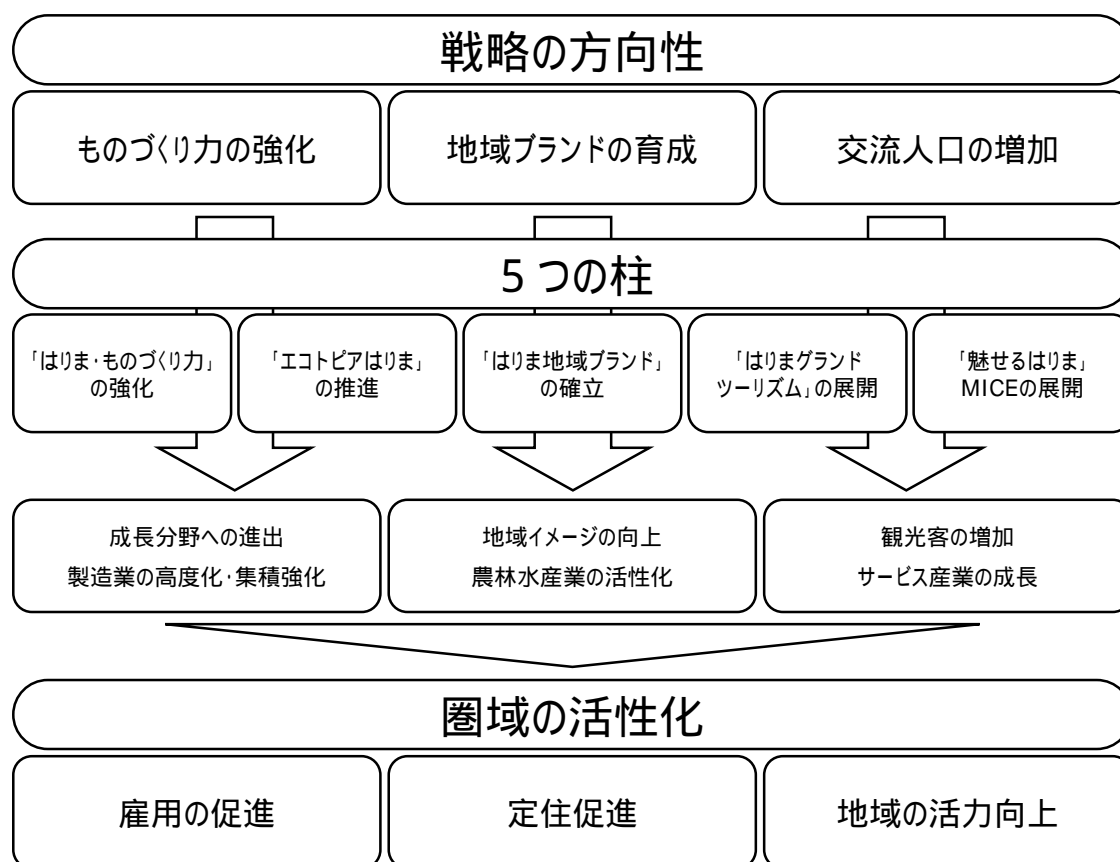 戦略の方向性
ものづくり力の強化
地域ブランドの育成
交流人口の増加
5つの柱
「はりま・ものづくり力」
の強化
「エコトピアはりま」
の推進
「はりま地域ブランド」
の確立
「はりまグランド
ツーリズム」の展開
「魅せるはりま」
MICEの展開
成長分野への進出
製造業の高度化・集積強化
地域イメージの向上
農林水産業の活性化
観光客の増加
サービス産業の成長
圏域の活性化
雇用の促進
定住促進
地域の活力向上